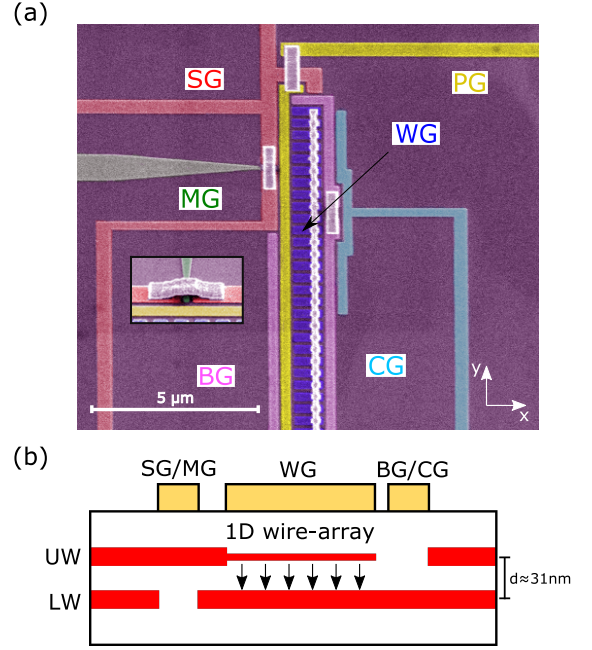 (a)
SG
PG
WG
MG
BG
CG
5 μm
y
x
(b)
SG/MG
WG
BG/CG
1D wire-array
UW
d≈31nm
LW